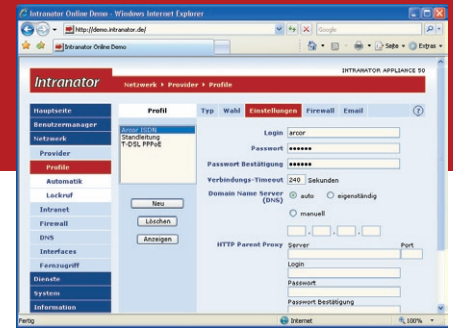 Intranator Online Demo - Windows Internet Explorer
http://demo.intranator.de/
Google
Intranator Online Demo
Seite
Extras
INTRANATOR APPLIANCE 50
Intranator
Netzwerk
Provider
Profile
Hauptseite
Benutzermanager
Netzwerk
Provider
Profile
Automatik
Lockruf
Intranet
Firewall
DNS
Interfaces
Fernzugriff
Dienste
System
Information
Profil
Arcor ISDN
Standleitung
T-DSL PPPoE
Neu
Löschen
Anzeigen
Typ Wahl Einstellungen Firewall Email
Login arcor
Passwort ••••••
Passwort Bestätigung ••••••
Verbindungs-Timeout 240 Sekunden
Domain Name Server (DNS) auto eigenständig
manuell
HTTP Parent Proxy Server Port
Login
Passwort
Passwort Bestätigung
Fertig
Internet
100%